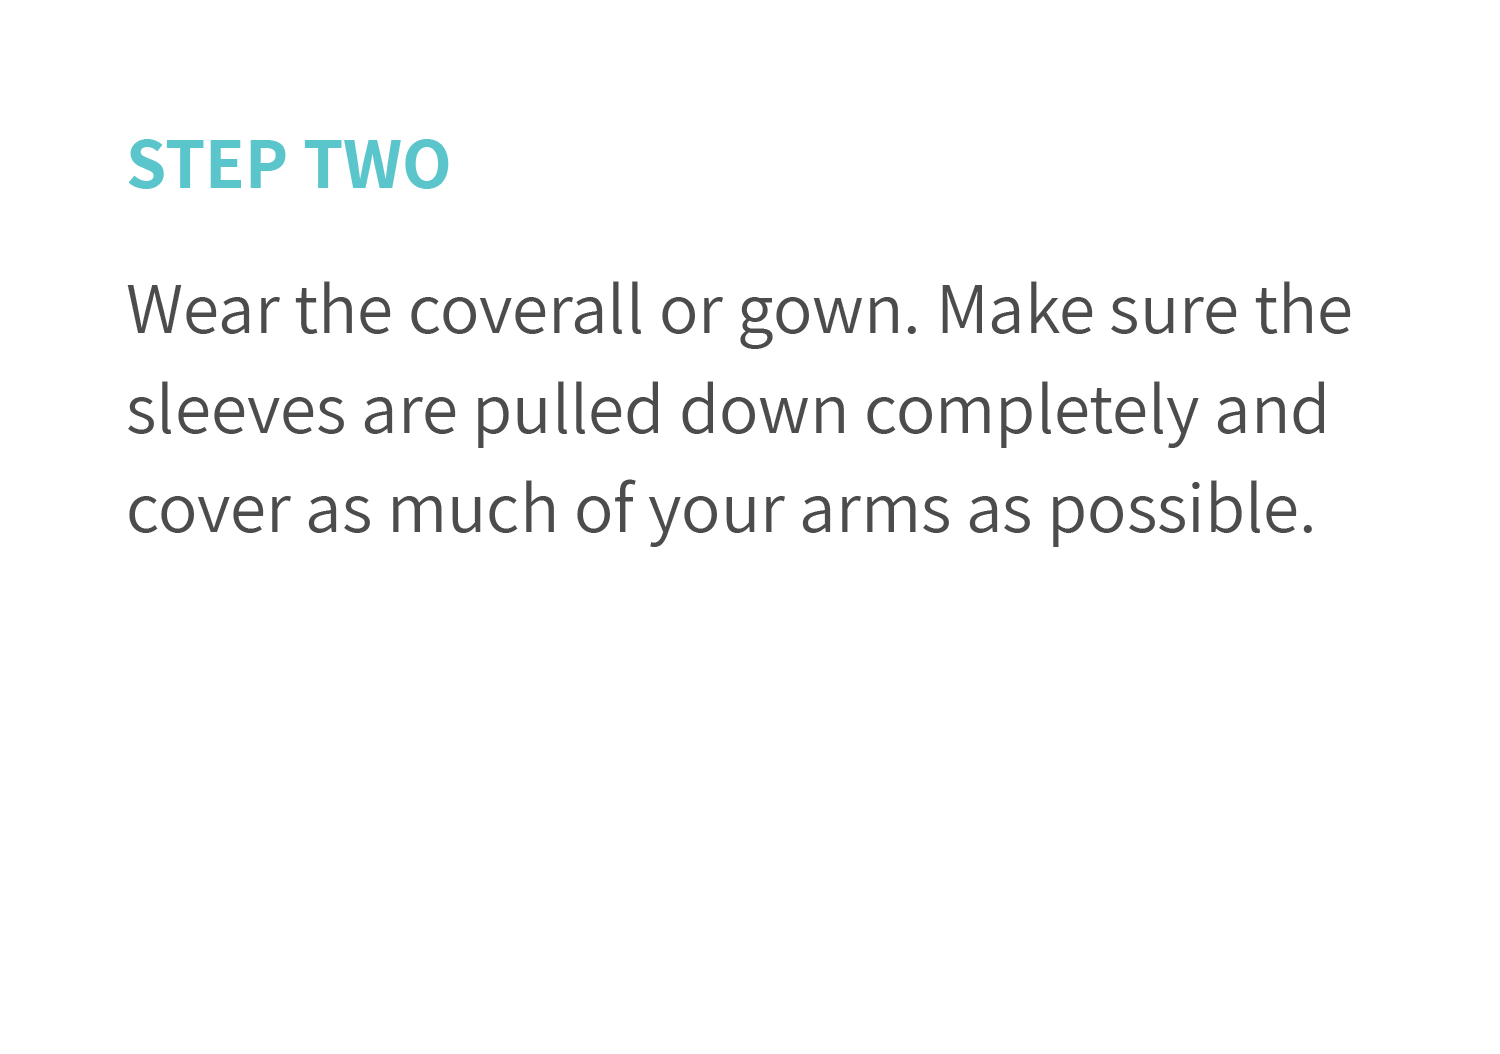 STEP TWO
Wear the coverall or gown. Make sure the
sleeves are pulled down completely and
cover as much of your arms as possible.